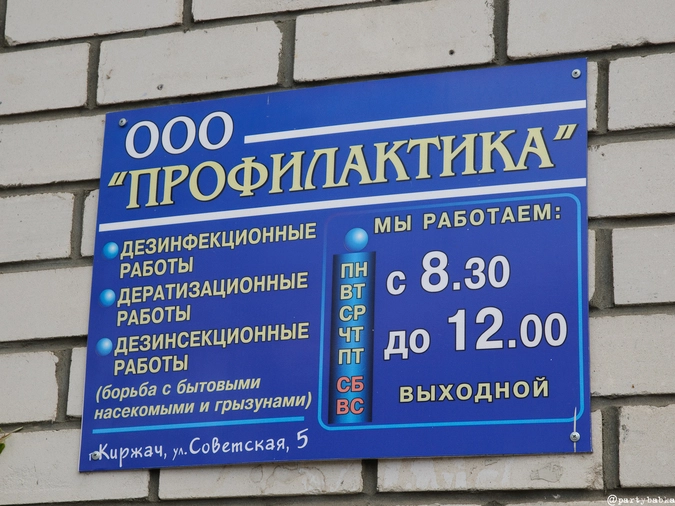 ООО
"ПРОФИЛАКТИКА"
ДЕЗИНФЕКЦИОННЫЕ
РАБОТЫ
ДЕРАТИЗАЦИОННЫЕ
РАБОТЫ
ДЕЗИНСЕКЦИОННЫЕ
РАБОТЫ
(борьба с бытовыми
насекомыми и грызунами)
г.Киржач, ул.Советская, 5
МЫ РАБОТАЕМ:
ПН
ВТ
СР
ЧТ
ПТ
с 8.30
до 12.00
СБ
ВС
ВЫХОДНОЙ
@partybabka